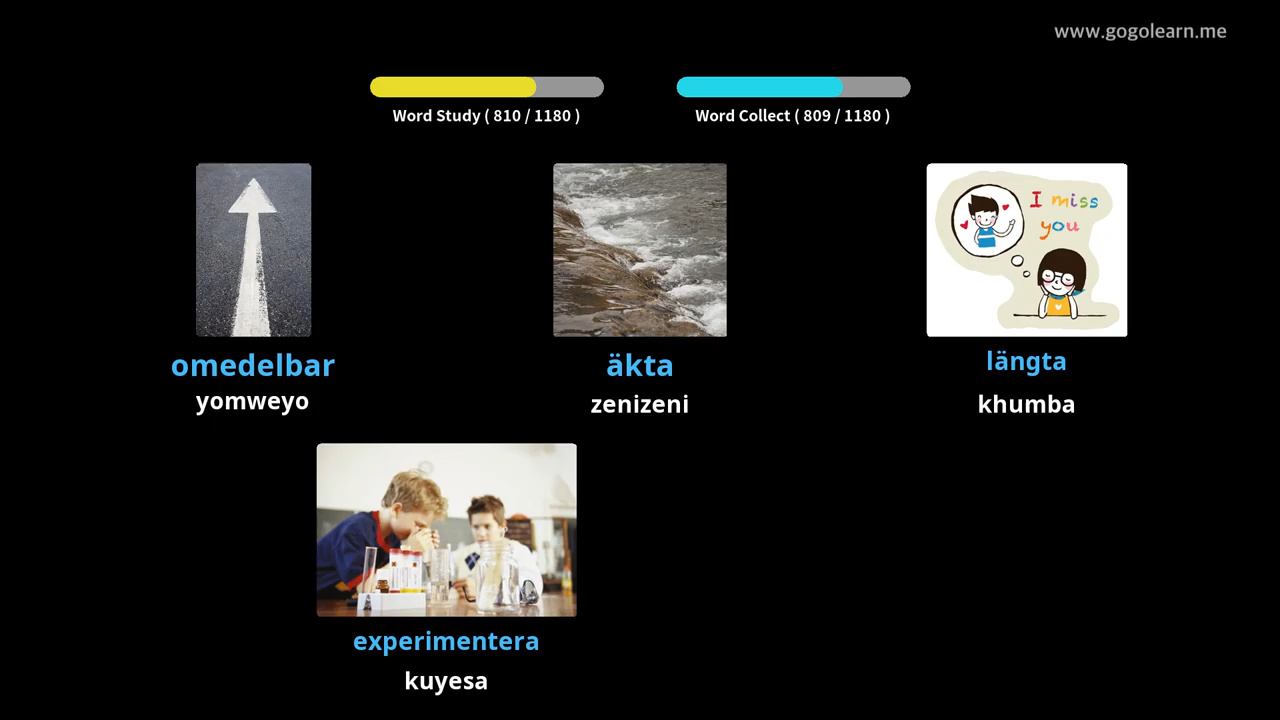 www.gogolearn.me
Word Study ( 810 / 1180 )
Word Collect ( 809 / 1180 )
I miss
you
omedelbar
yomweyo
äkta
zenizeni
längta
khumba
experimentera
kuyesa